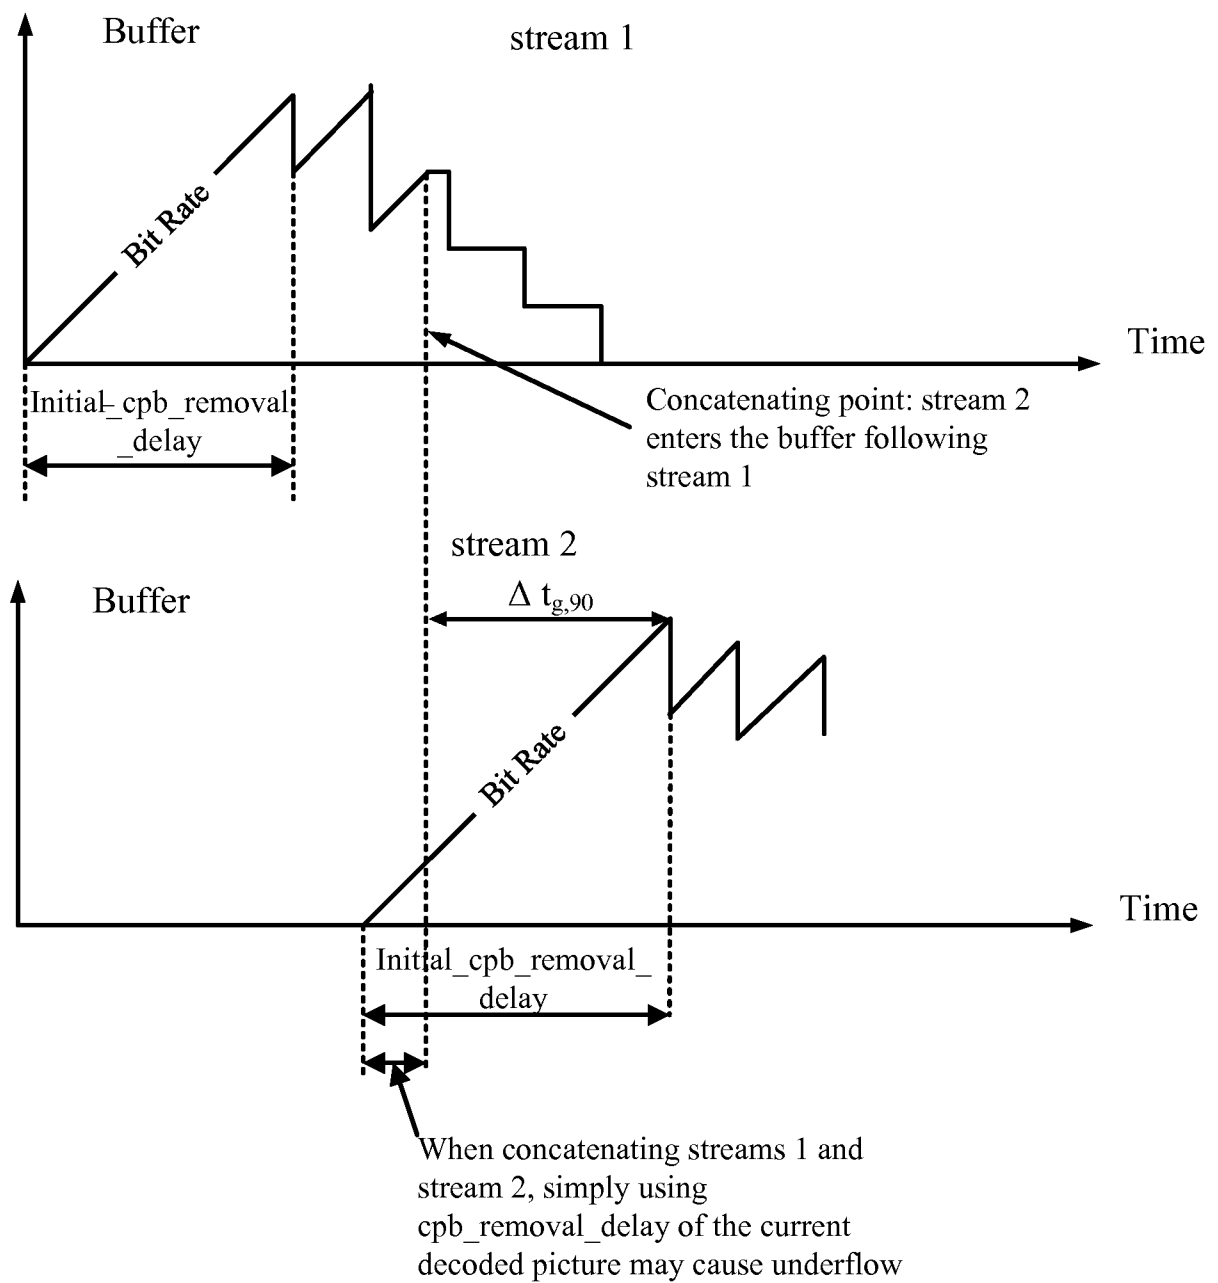 Buffer
stream 1
Bit Rate
Time
Initial_cpb_removal
_delay
Concatenating point: stream 2
enters the buffer following
stream 1
stream 2
Δ tg,90
Buffer
Bit Rate
Time
Initial_cpb_removal_
delay
When concatenating streams 1 and
stream 2, simply using
cpb_removal_delay of the current
decoded picture may cause underflow